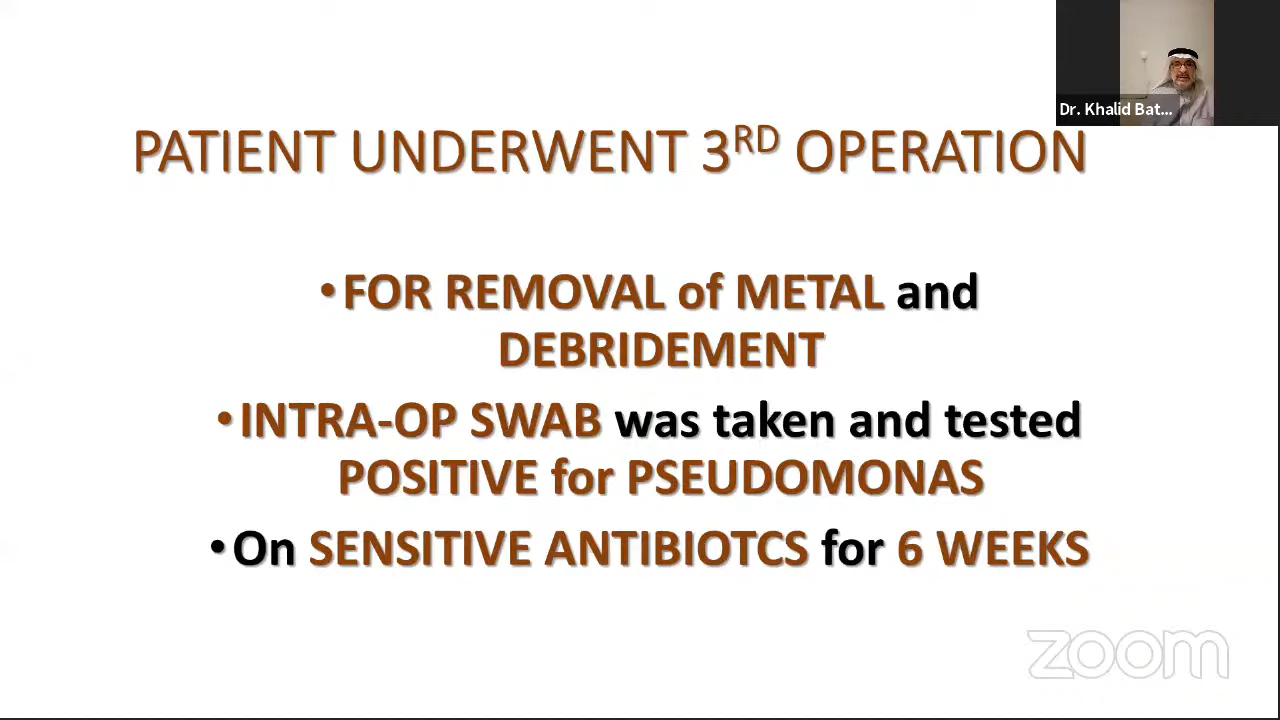 Dr. Khalid Bat...
PATIENT UNDERWENT 3RD OPERATION
•FOR REMOVAL of METAL and
DEBRIDEMENT
•INTRA-OP SWAB was taken and tested
POSITIVE for PSEUDOMONAS
•On SENSITIVE ANTIBIOTCS for 6 WEEKS
zoom